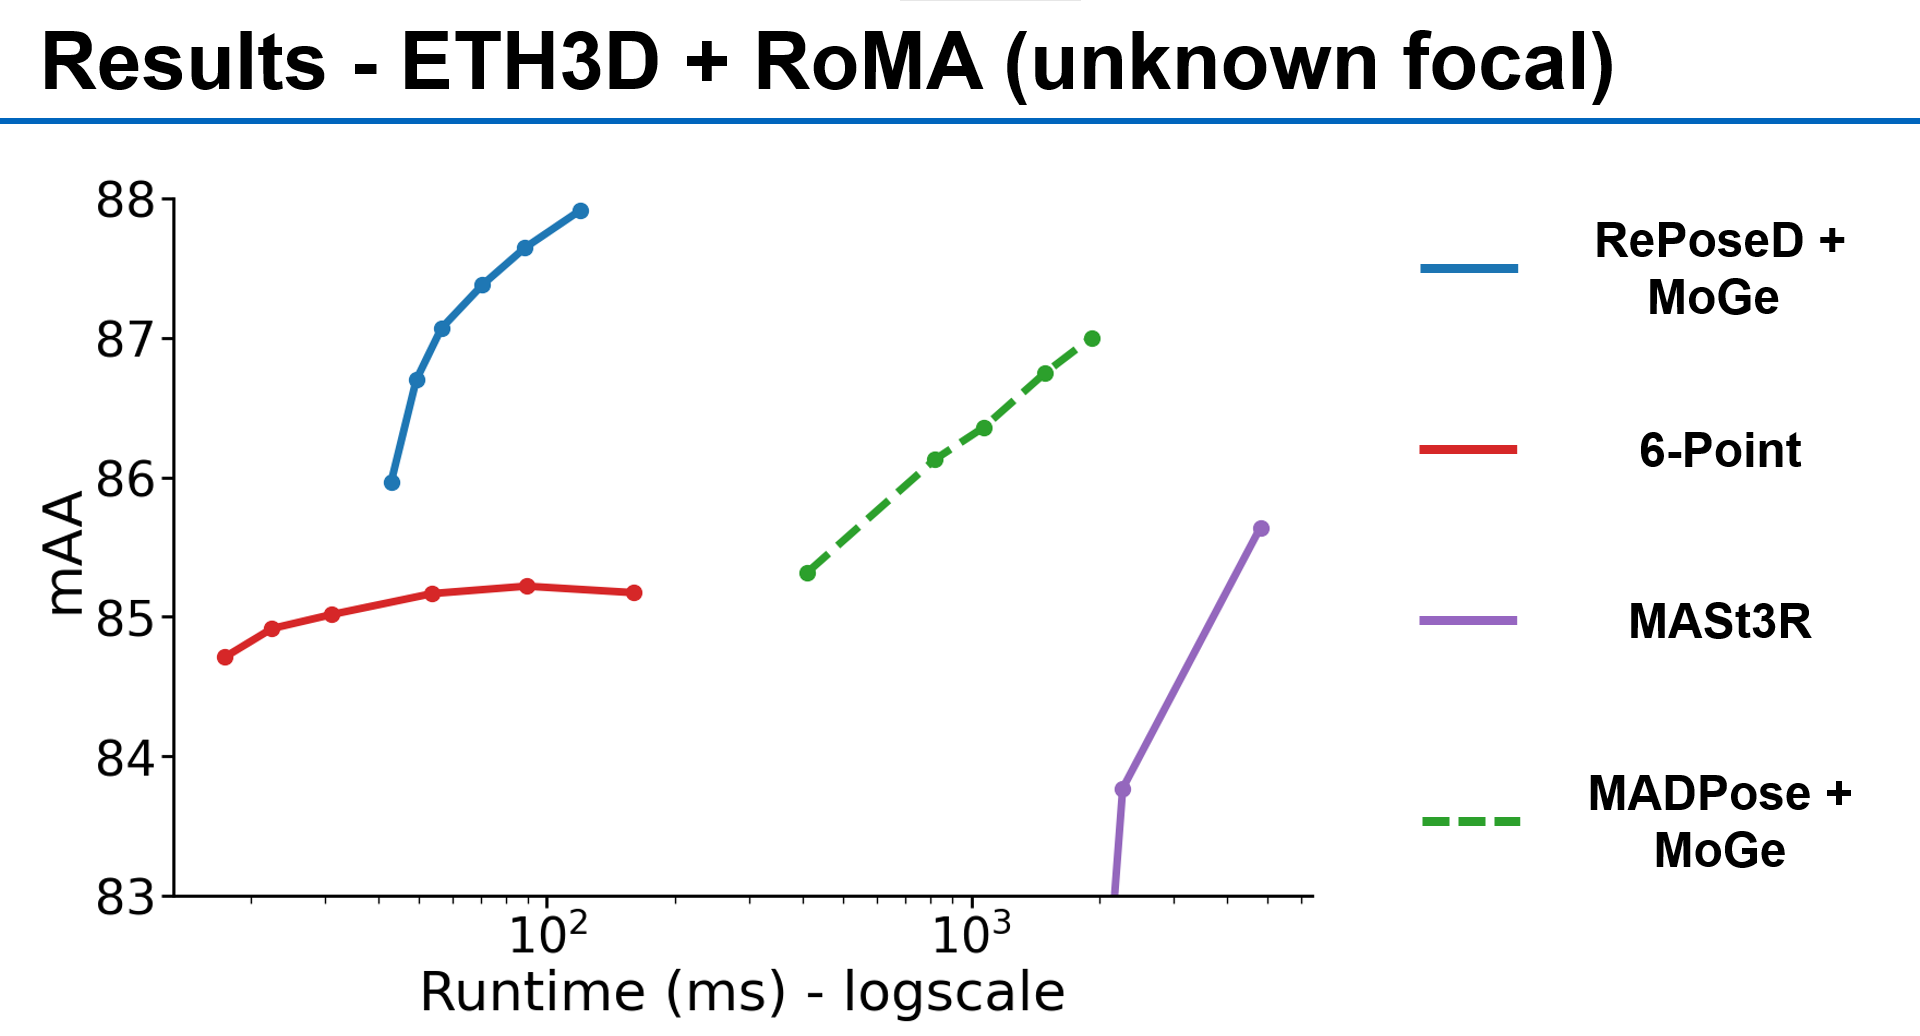 Results - ETH3D + RoMA (unknown focal)
88
87
86
85
84
83
mAA
10²
10³
Runtime (ms) - logscale
RePoseD +
MoGe
6-Point
MASt3R
MADPose +
MoGe